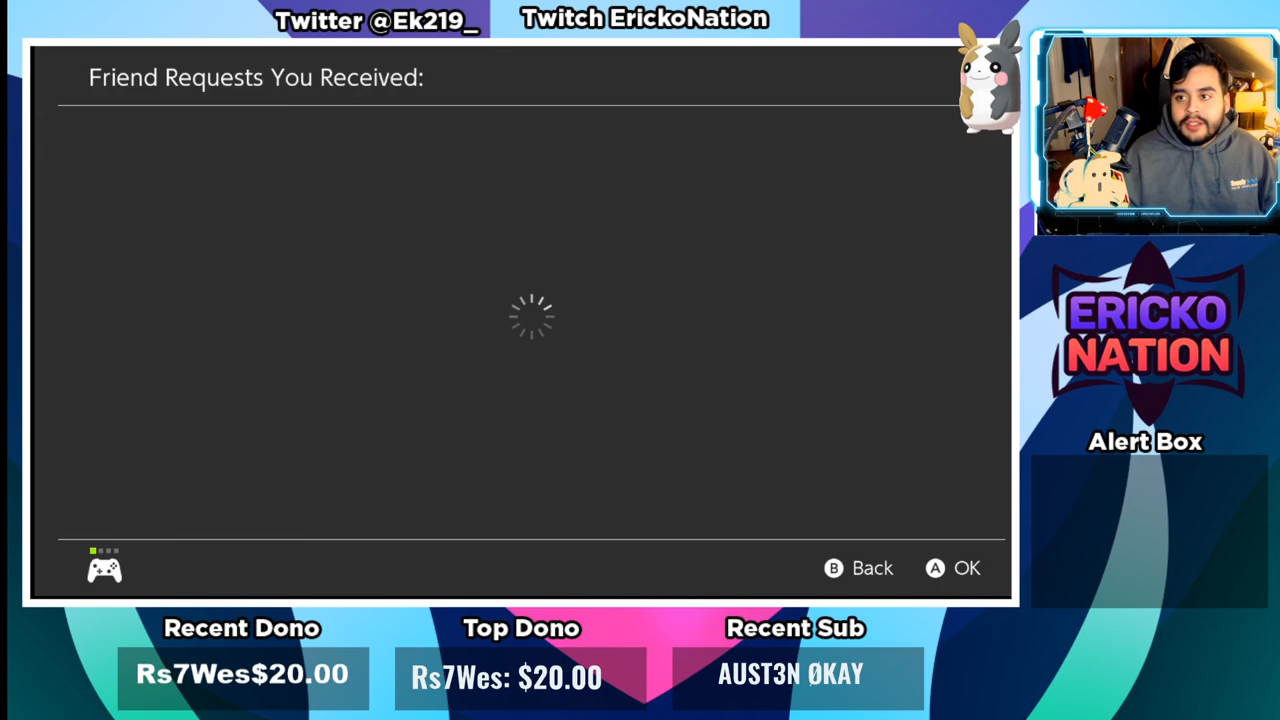 Twitter @Ek219_
Twitch ErickoNation
Friend Requests You Received:
ERICKO
NATION
Alert Box
B Back
A OK
Recent Dono
Top Dono
Recent Sub
Rs7Wes$20.00
Rs7Wes: $20.00
AUST3N ØKAY